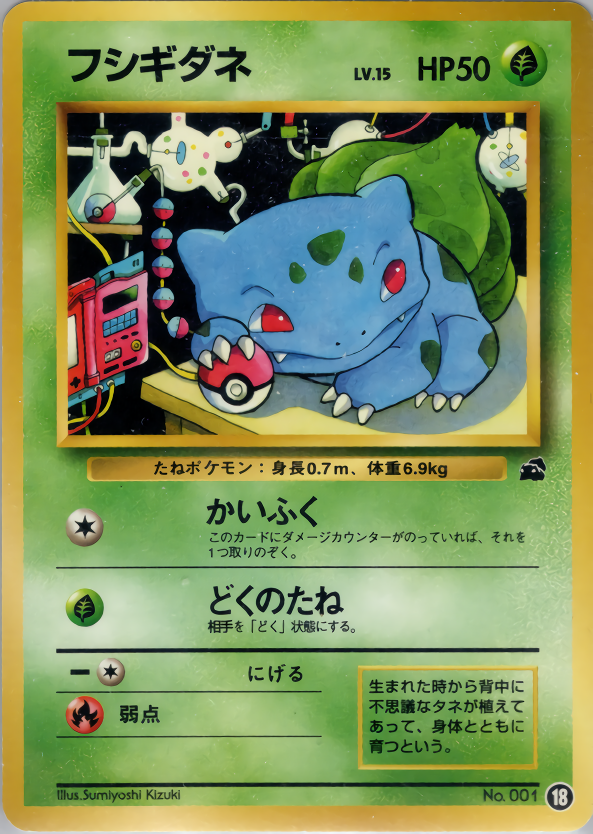 フシギダネ LV.15 HP50
たねポケモン：身長0.7m、体重6.9kg
かいふく
このカードにダメージカウンターがのっていれば、それを
1つ取りのぞく。
どくのたね
相手を「どく」状態にする。
にげる
弱点
生まれた時から背中に
不思議なタネが植えて
あって、身体とともに
育つという。
Illus.Sumiyoshi Kizuki No. 001 18